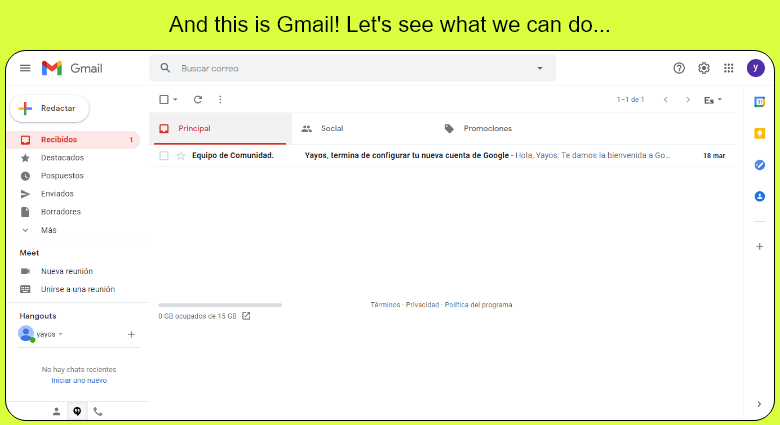 And this is Gmail! Let's see what we can do...
Gmail
Buscar correo
y
Redactar
1–1 de 1
Es
Recibidos 1
Principal
Social
Promociones
Destacados
Equipo de Comunidad.
Yayos, termina de configurar tu nueva cuenta de Google - Hola, Yayos: Te damos la bienvenida a Go...
18 mar
Pospuestos
Enviados
Borradores
Más
Meet
Nueva reunión
Unirse a una reunión
Hangouts
yayos
No hay chats recientes
Iniciar uno nuevo
0 GB ocupados de 15 GB
Términos · Privacidad · Política del programa